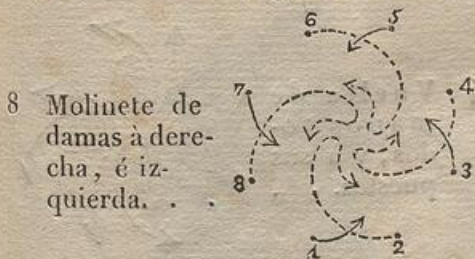 6 5
8 Molinete de
damas à dere-
cha, é iz-
quierda. . .
7 4
8 3
1 2